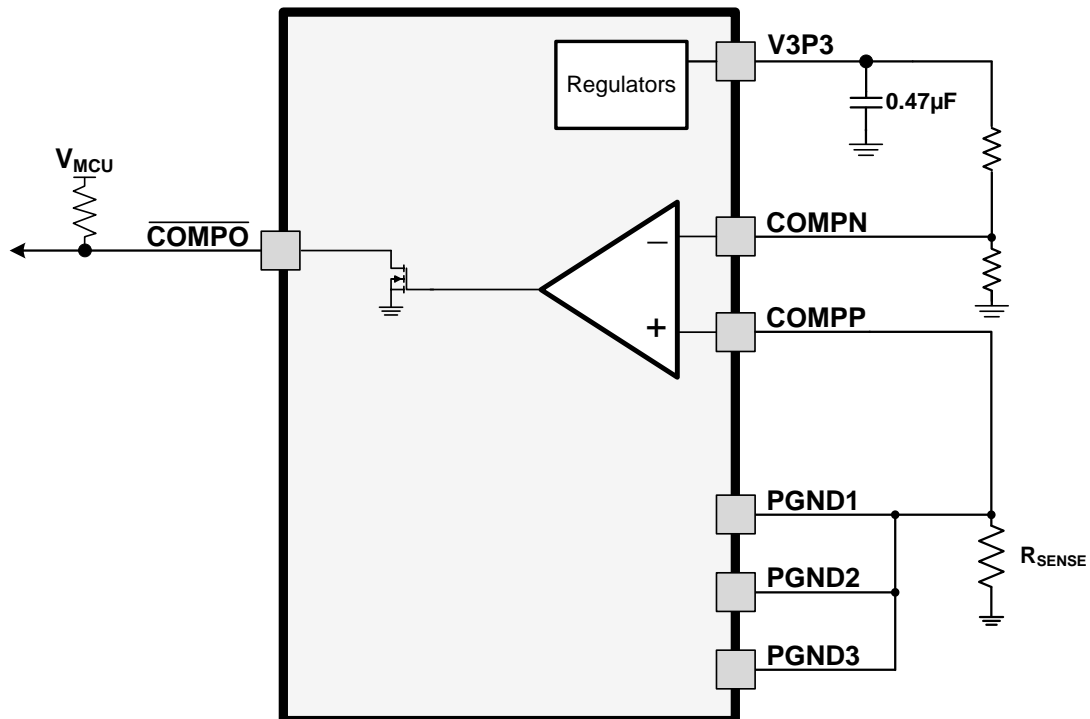 V3P3
Regulators
0.47µF
VMCU
COMPO
COMPN
–
+
COMPP
PGND1
RSENSE
PGND2
PGND3